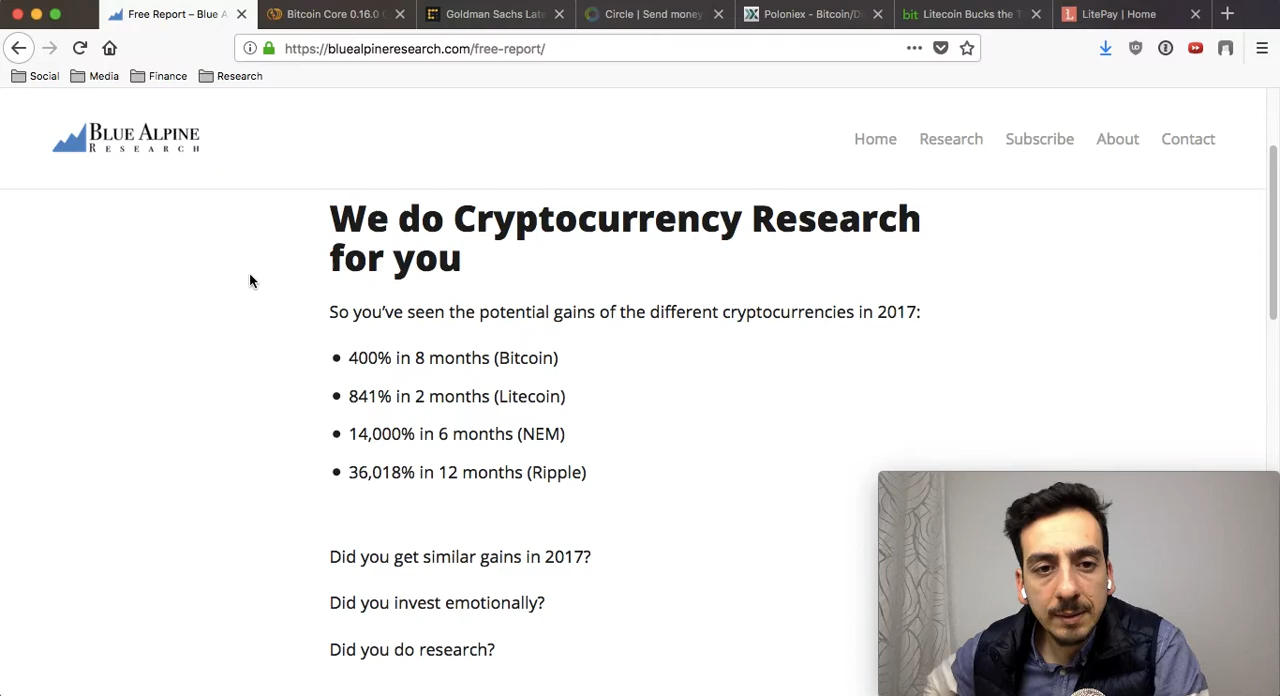 Free Report – Blue A
Bitcoin Core 0.16.0
Goldman Sachs Late
Circle | Send money
Poloniex - Bitcoin/D
Litecoin Bucks the T
LitePay | Home
https://bluealpineresearch.com/free-report/
Social
Media
Finance
Research
BLUE ALPINE
RESEARCH
Home
Research
Subscribe
About
Contact
We do Cryptocurrency Research
for you
So you’ve seen the potential gains of the different cryptocurrencies in 2017:
• 400% in 8 months (Bitcoin)
• 841% in 2 months (Litecoin)
• 14,000% in 6 months (NEM)
• 36,018% in 12 months (Ripple)
Did you get similar gains in 2017?
Did you invest emotionally?
Did you do research?